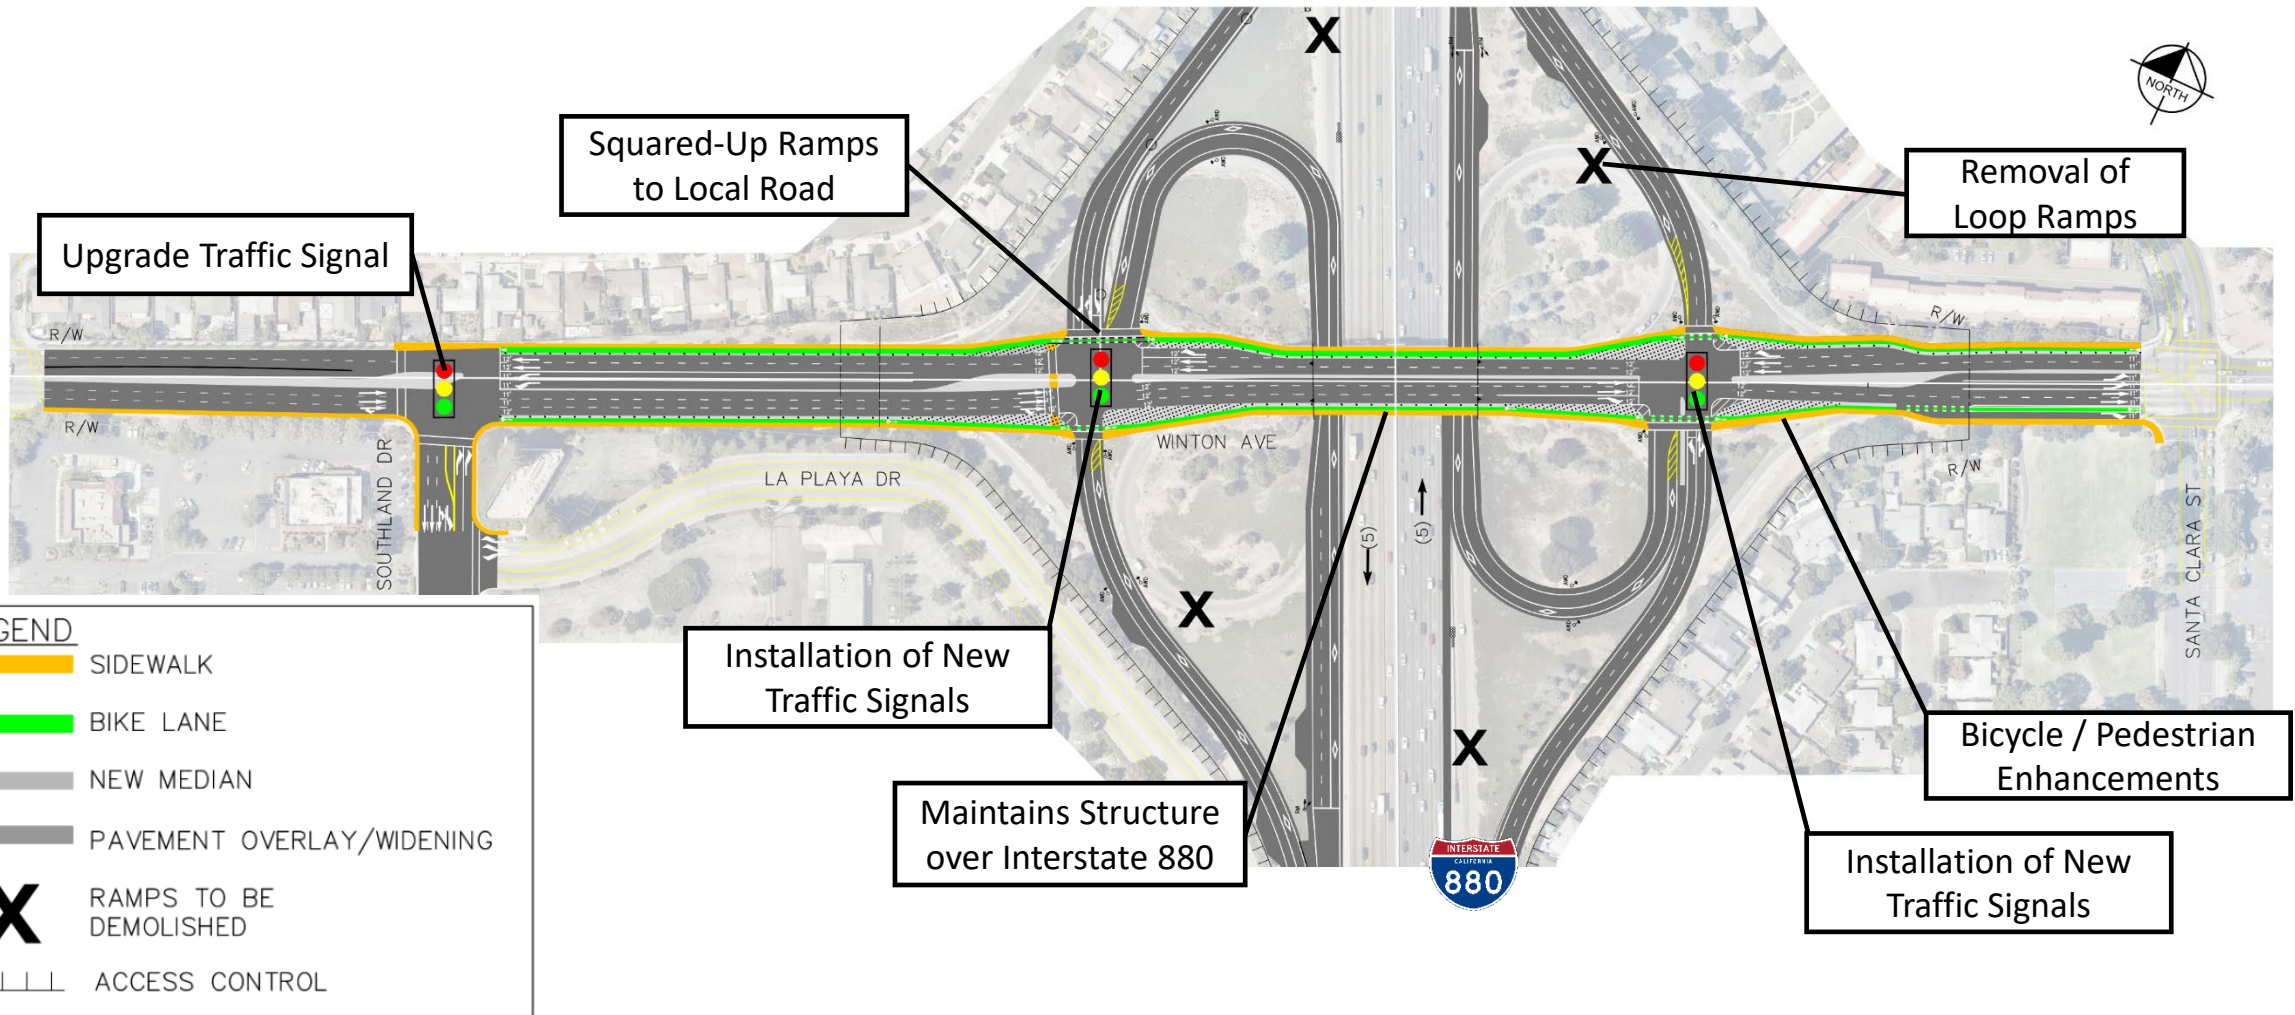 NORTH
Squared-Up Ramps
to Local Road
Removal of
Loop Ramps
Upgrade Traffic Signal
R/W
R/W
R/W
R/W
WINTON AVE
LA PLAYA DR
SOUTHLAND DR
(5)
(5)
SANTA CLARA ST
Installation of New
Traffic Signals
Maintains Structure
over Interstate 880
Bicycle / Pedestrian
Enhancements
Installation of New
Traffic Signals
INTERSTATE
CALIFORNIA
880
GEND
SIDEWALK
BIKE LANE
NEW MEDIAN
PAVEMENT OVERLAY/WIDENING
X
RAMPS TO BE
DEMOLISHED
ACCESS CONTROL
X
X
X
X